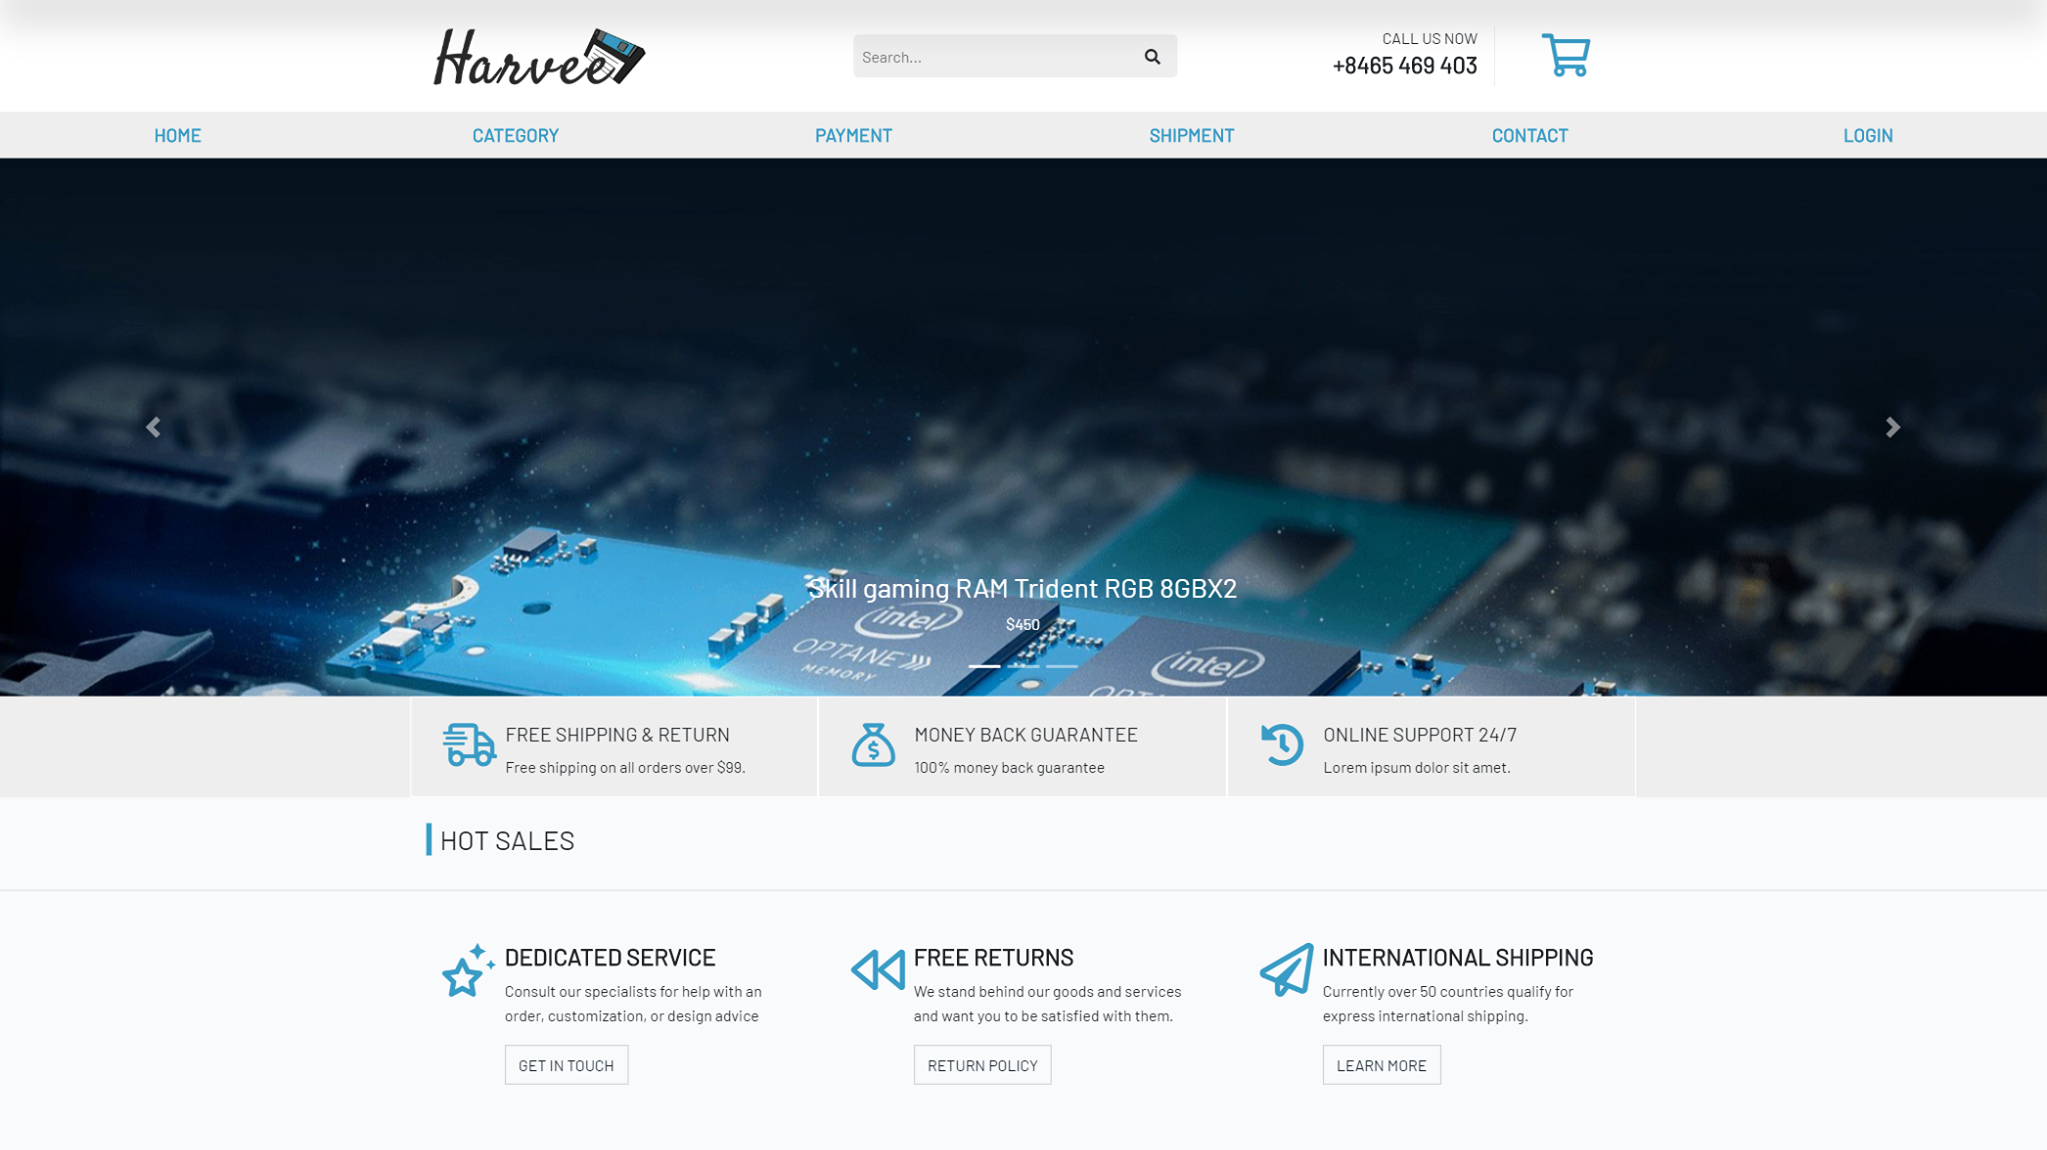 Harvee
Search...
CALL US NOW
+8465 469 403
HOME
CATEGORY
PAYMENT
SHIPMENT
CONTACT
LOGIN
Skill gaming RAM Trident RGB 8GBX2
$450
intel
OPTANE
MEMORY
intel
FREE SHIPPING & RETURN
Free shipping on all orders over $99.
MONEY BACK GUARANTEE
100% money back guarantee
ONLINE SUPPORT 24/7
Lorem ipsum dolor sit amet.
HOT SALES
DEDICATED SERVICE
Consult our specialists for help with an
order, customization, or design advice
GET IN TOUCH
FREE RETURNS
We stand behind our goods and services
and want you to be satisfied with them.
RETURN POLICY
INTERNATIONAL SHIPPING
Currently over 50 countries qualify for
express international shipping.
LEARN MORE